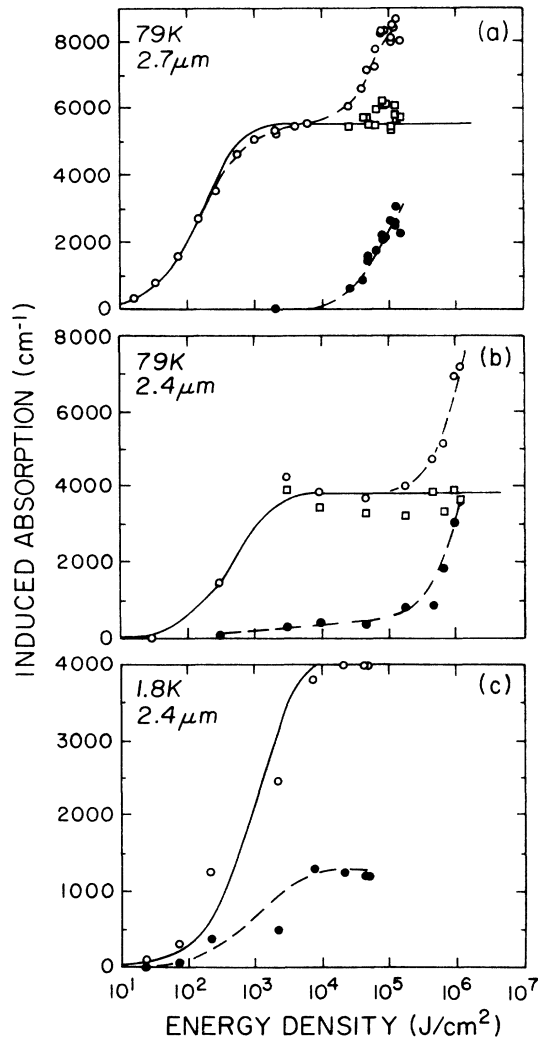 79K
2.7μm
(a)
8000
6000
4000
2000
0
79K
2.4μm
(b)
8000
6000
4000
2000
0
1.8K
2.4μm
(c)
4000
3000
2000
1000
0
10¹ 10² 10³ 10⁴ 10⁵ 10⁶ 10⁷
ENERGY DENSITY (J/cm²)
INDUCED ABSORPTION (cm⁻¹)